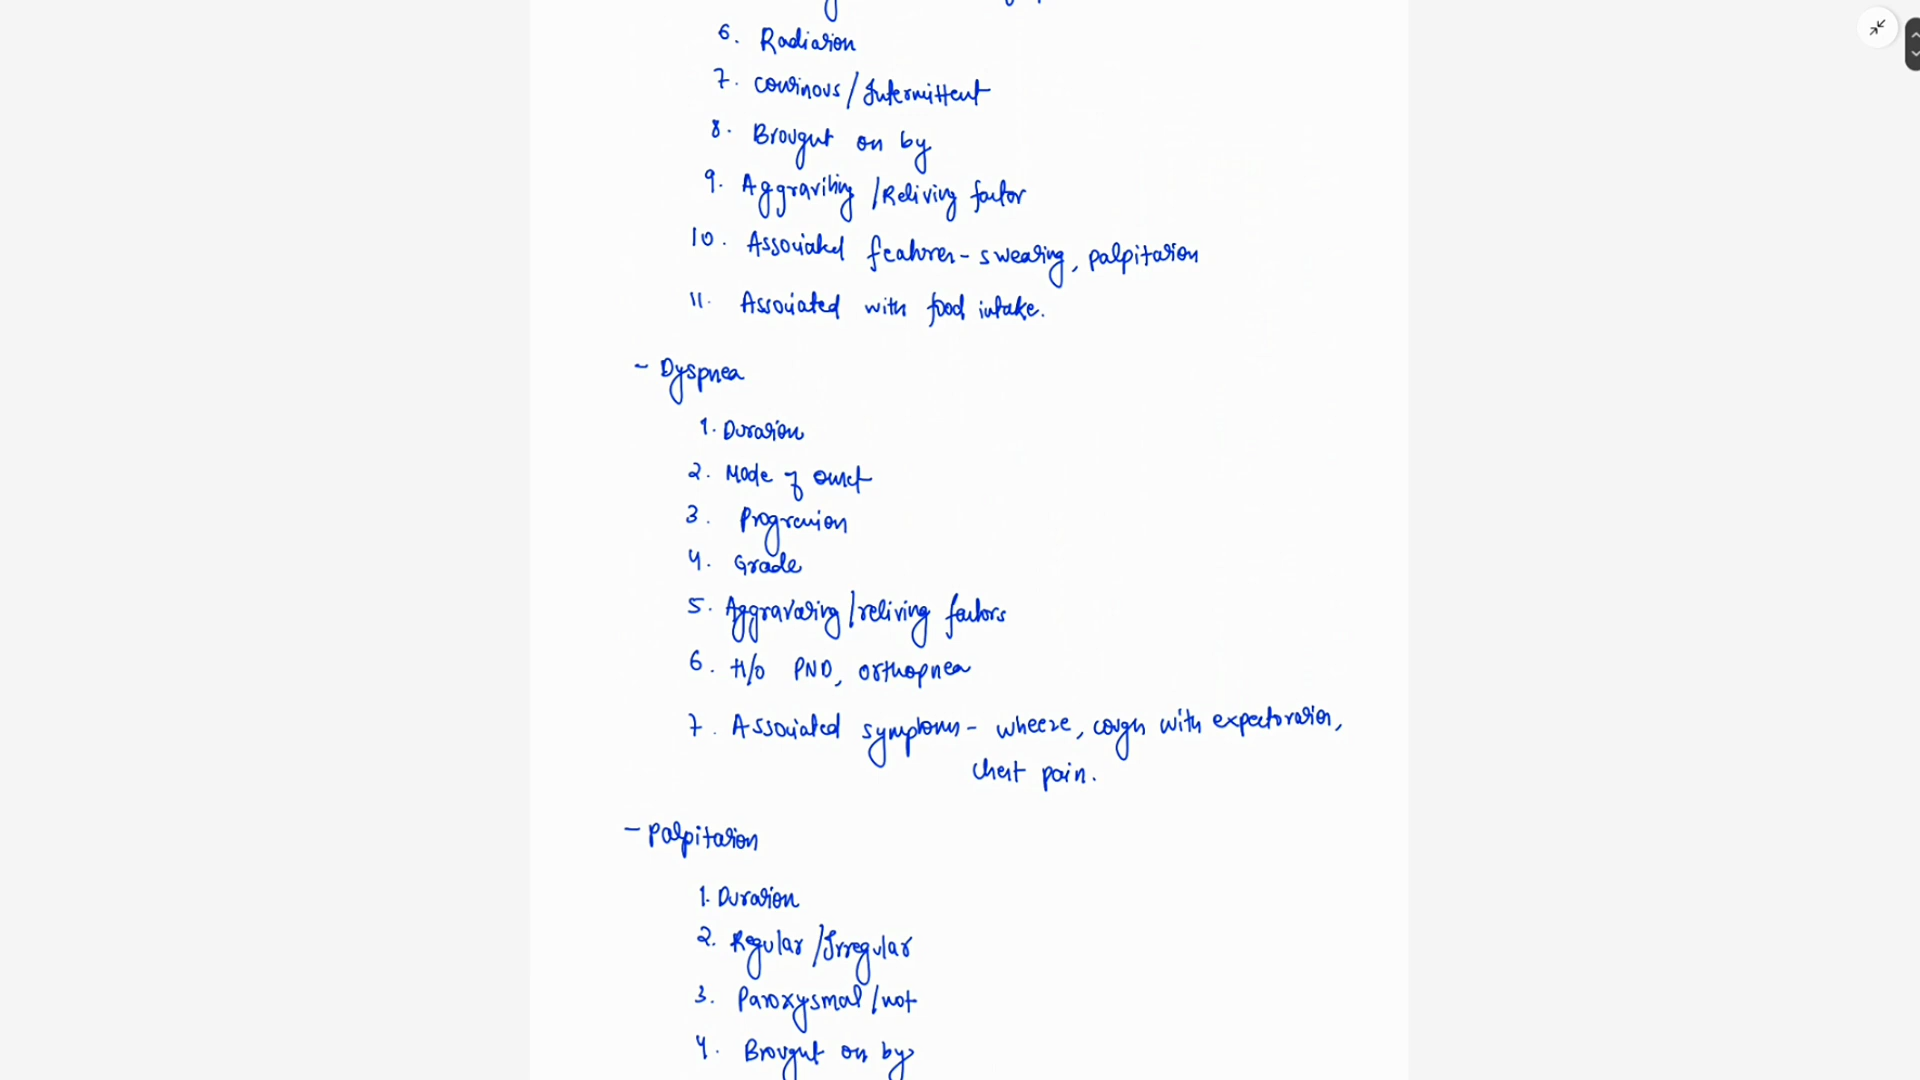 6. Radiation
7. continous/Intermittent
8. Brought on by
9. Aggraviting/Reliving factor
10. Associated features - sweating, palpitation
11. Associated with food intake.
- Dyspnea
1. Duration
2. Mode of onset
3. Progression
4. Grade
5. Aggravating/reliving factors
6. H/o PND, orthopnea
7. Associated symptoms - wheeze, cough with expectoration,
chest pain.
- Palpitation
1. Duration
2. Regular/Irregular
3. Paroxysmal/not
4. Brought on by